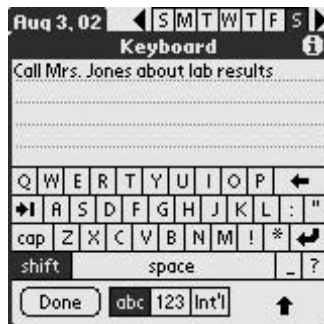 Aug 3, 02 S M T W T F S
Keyboard i
Call Mrs. Jones about lab results
Q W E R T Y U I O P
A S D F G H J K L : "
cap Z X C V B N M ! *
shift space _ ?
Done abc 123 Int'l